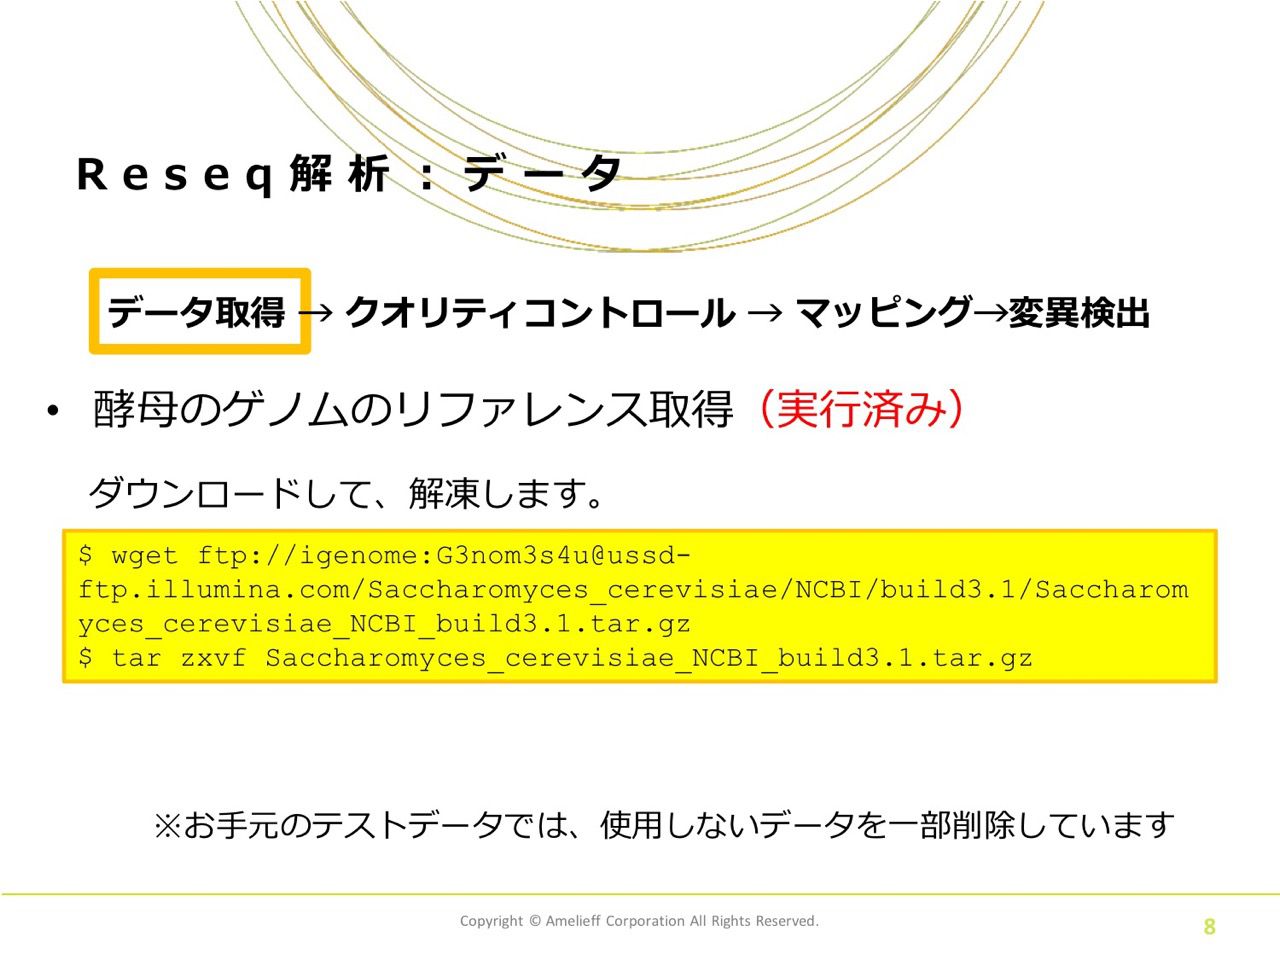 Reseq解析：データ
データ取得 → クオリティコントロール → マッピング→変異検出
• 酵母のゲノムのリファレンス取得（実行済み）
ダウンロードして、解凍します。
$ wget ftp://igenome:G3nom3s4u@ussd-
ftp.illumina.com/Saccharomyces_cerevisiae/NCBI/build3.1/Saccharom
yces_cerevisiae_NCBI_build3.1.tar.gz
$ tar zxvf Saccharomyces_cerevisiae_NCBI_build3.1.tar.gz
※お手元のテストデータでは、使用しないデータを一部削除しています
Copyright © Amelieff Corporation All Rights Reserved.
8